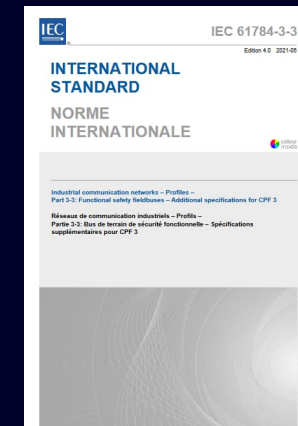 IEC
IEC 61784-3-3
Edition 4.0 2021-05
INTERNATIONAL
STANDARD
NORME
INTERNATIONALE
colour
inside
Industrial communication networks – Profiles –
Part 3-3: Functional safety fieldbuses – Additional specifications for CPF 3
Réseaux de communication industriels – Profils –
Partie 3-3: Bus de terrain de sécurité fonctionnelle – Spécifications
supplémentaires pour CPF 3